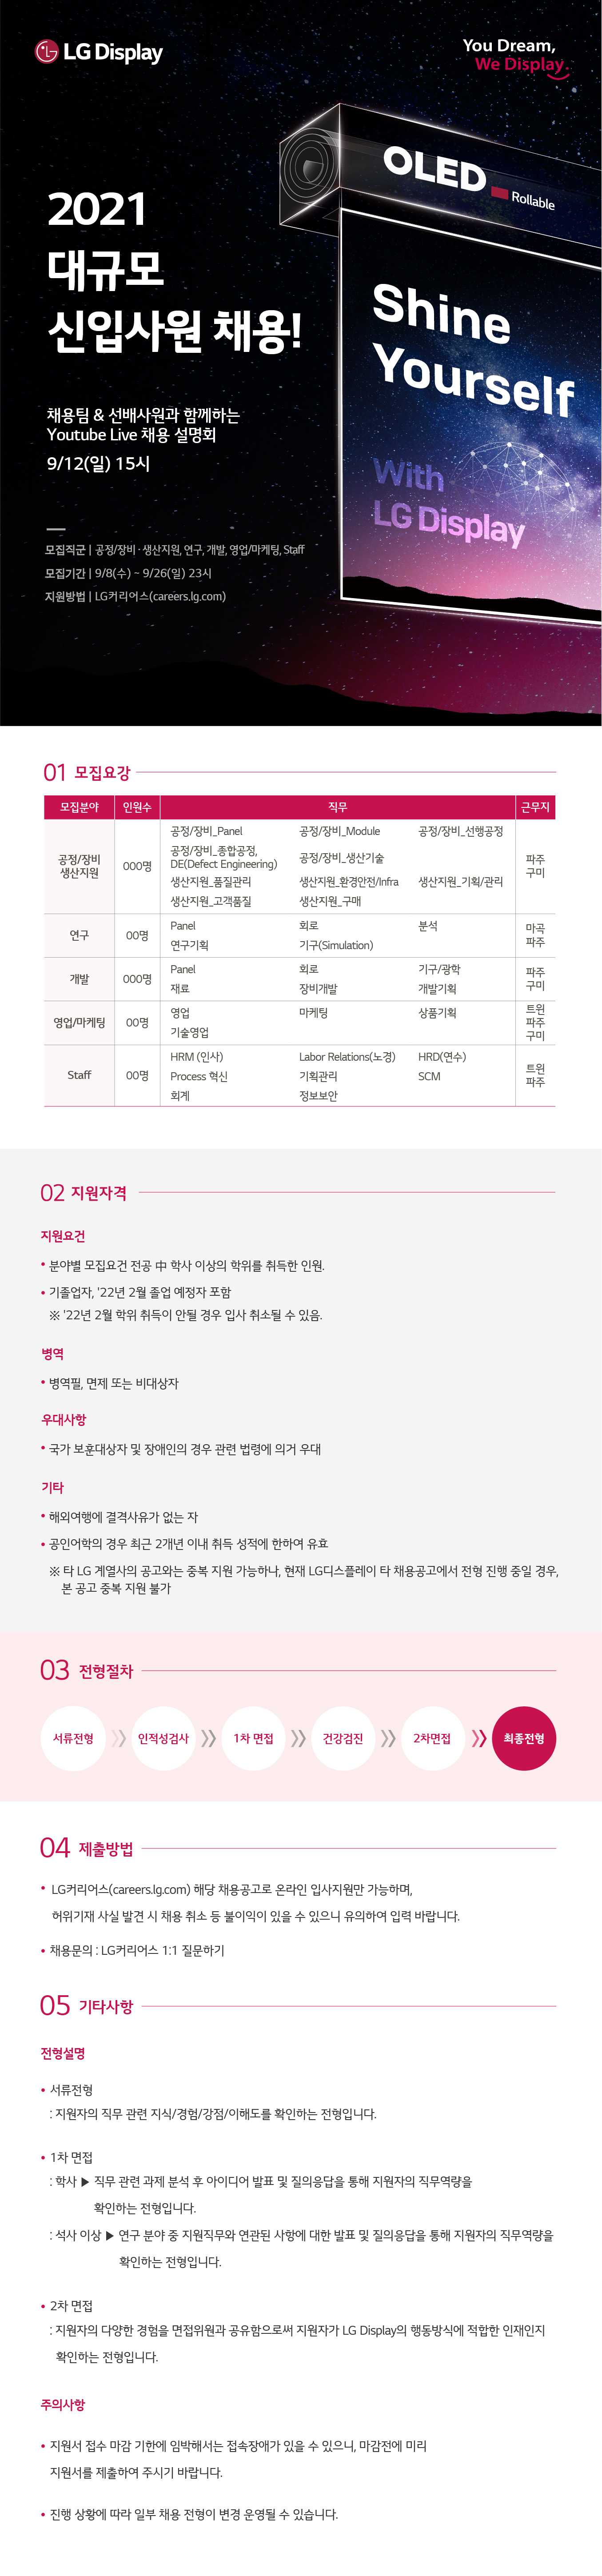 LG Display
You Dream,
We Display.
OLED
Rollable
2021
대규모
신입사원 채용!
Shine
Yourself
With
LG Display
채용팀 & 선배사원과 함께하는
Youtube Live 채용 설명회
9/12(일) 15시
모집직군 | 공정/장비·생산지원, 연구, 개발, 영업/마케팅, Staff
모집기간 | 9/8(수) ~ 9/26(일) 23시
지원방법 | LG커리어스(careers.lg.com)
01 모집요강
모집분야 인원수 직무 근무지
공정/장비
생산지원
000명
공정/장비_Panel 공정/장비_Module 공정/장비_선행공정
공정/장비_종합공정,
DE(Defect Engineering) 공정/장비_생산기술
생산지원_품질관리 생산지원_환경안전/Infra 생산지원_기획/관리
생산지원_고객품질 생산지원_구매
파주
구미
연구
00명
Panel 회로 분석
연구기획 기구(Simulation)
마곡
파주
개발
000명
Panel 회로 기구/광학
재료 장비개발 개발기획
파주
구미
영업/마케팅
00명
영업 마케팅 상품기획
기술영업
트윈
파주
구미
Staff
00명
HRM (인사) Labor Relations(노경) HRD(연수)
Process 혁신 기획관리 SCM
회계 정보보안
트윈
파주
02 지원자격
지원요건
• 분야별 모집요건 전공 中 학사 이상의 학위를 취득한 인원.
• 기졸업자, '22년 2월 졸업 예정자 포함
※ '22년 2월 학위 취득이 안될 경우 입사 취소될 수 있음.
병역
• 병역필, 면제 또는 비대상자
우대사항
• 국가 보훈대상자 및 장애인의 경우 관련 법령에 의거 우대
기타
• 해외여행에 결격사유가 없는 자
• 공인어학의 경우 최근 2개년 이내 취득 성적에 한하여 유효
※ 타 LG 계열사의 공고와는 중복 지원 가능하나, 현재 LG디스플레이 타 채용공고에서 전형 진행 중일 경우,
본 공고 중복 지원 불가
03 전형절차
서류전형 인적성검사 1차 면접 건강검진 2차면접 최종전형
04 제출방법
• LG커리어스(careers.lg.com) 해당 채용공고로 온라인 입사지원만 가능하며,
허위기재 사실 발견 시 채용 취소 등 불이익이 있을 수 있으니 유의하여 입력 바랍니다.
• 채용문의 : LG커리어스 1:1 질문하기
05 기타사항
전형설명
• 서류전형
: 지원자의 직무 관련 지식/경험/강점/이해도를 확인하는 전형입니다.
• 1차 면접
: 학사 ▶ 직무 관련 과제 분석 후 아이디어 발표 및 질의응답을 통해 지원자의 직무역량을
확인하는 전형입니다.
: 석사 이상 ▶ 연구 분야 중 지원직무와 연관된 사항에 대한 발표 및 질의응답을 통해 지원자의 직무역량을
확인하는 전형입니다.
• 2차 면접
: 지원자의 다양한 경험을 면접위원과 공유함으로써 지원자가 LG Display의 행동방식에 적합한 인재인지
확인하는 전형입니다.
주의사항
• 지원서 접수 마감 기한에 임박해서는 접속장애가 있을 수 있으니, 마감전에 미리
지원서를 제출하여 주시기 바랍니다.
• 진행 상황에 따라 일부 채용 전형이 변경 운영될 수 있습니다.